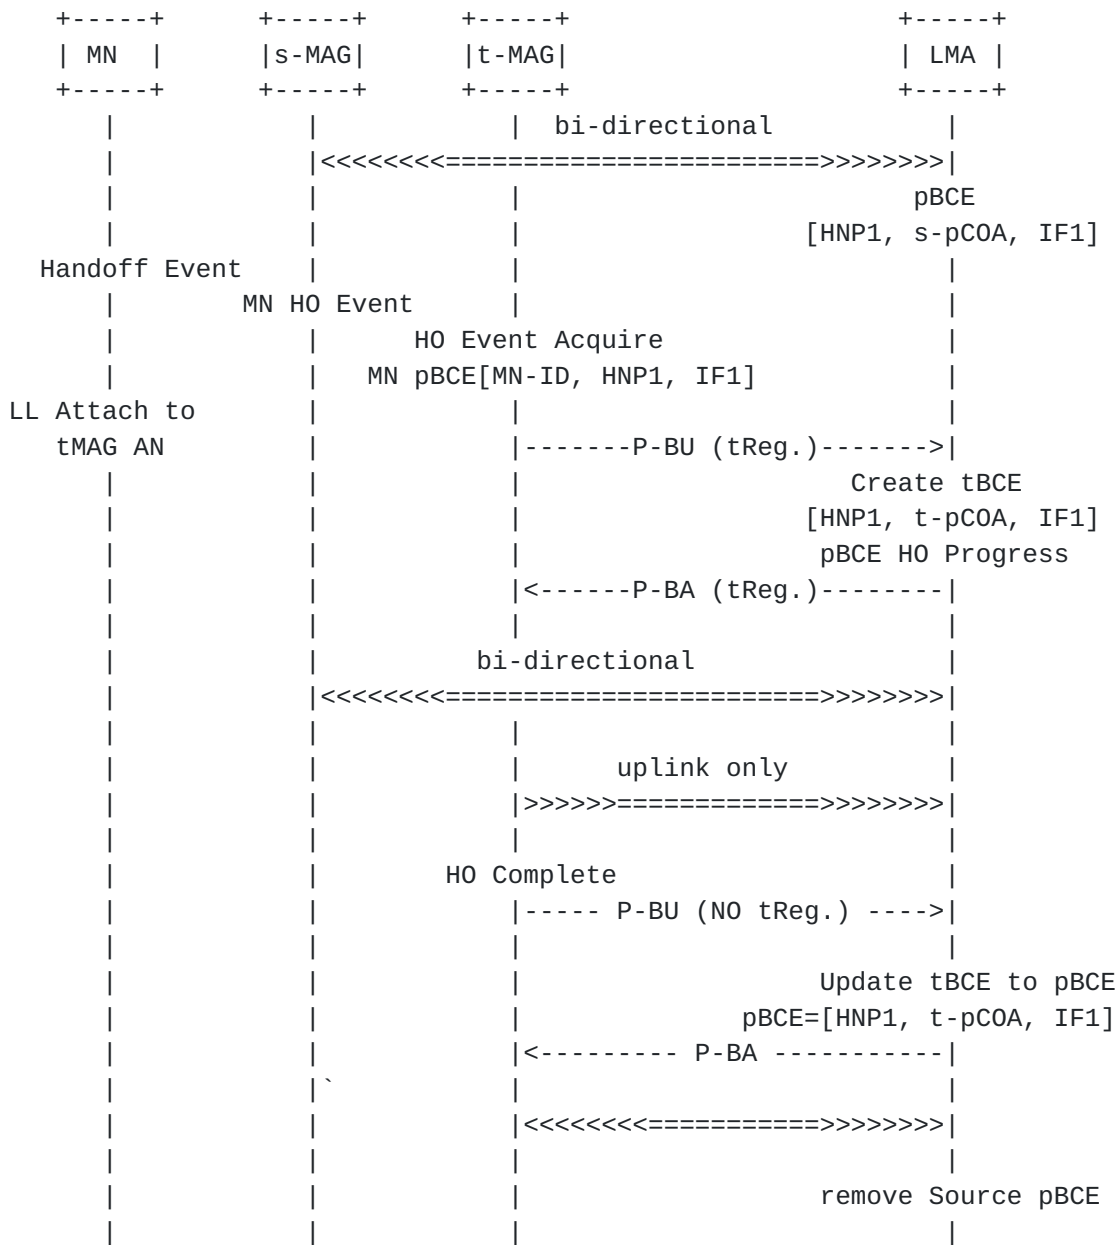 +-----+      +-----+      +-----+                     +-----+
| MN  |      |s-MAG|      |t-MAG|                     | LMA |
+-----+      +-----+      +-----+                     +-----+
|            |            |  bi-directional           |
|            |<<<<<<<<========================>>>>>>>>|
|            |            |                         pBCE
|            |            |                  [HNP1, s-pCOA, IF1]
Handoff Event    |            |                           |
|        MN HO Event      |                           |
|            |      HO Event Acquire                  |
|            |   MN pBCE[MN-ID, HNP1, IF1]            |
LL Attach to       |            |                           |
tMAG AN         |            |-------P-BU (tReg.)------->|
|            |            |                     Create tBCE
|            |            |                  [HNP1, t-pCOA, IF1]
|            |            |                   pBCE HO Progress
|            |            |<------P-BA (tReg.)--------|
|            |            |                           |
|            |          bi-directional                |
|            |<<<<<<<<========================>>>>>>>>|
|            |            |                           |
|            |            |      uplink only          |
|            |            |>>>>>>=============>>>>>>>>|
|            |            |                           |
|            |        HO Complete                     |
|            |            |----- P-BU (NO tReg.) ---->|
|            |            |                           |
|            |            |                   Update tBCE to pBCE
|            |            |              pBCE=[HNP1, t-pCOA, IF1]
|            |            |<--------- P-BA -----------|
|            |`           |                           |
|            |            |<<<<<<<<===========>>>>>>>>|
|            |            |                           |
|            |            |                   remove Source pBCE
|            |            |                           |